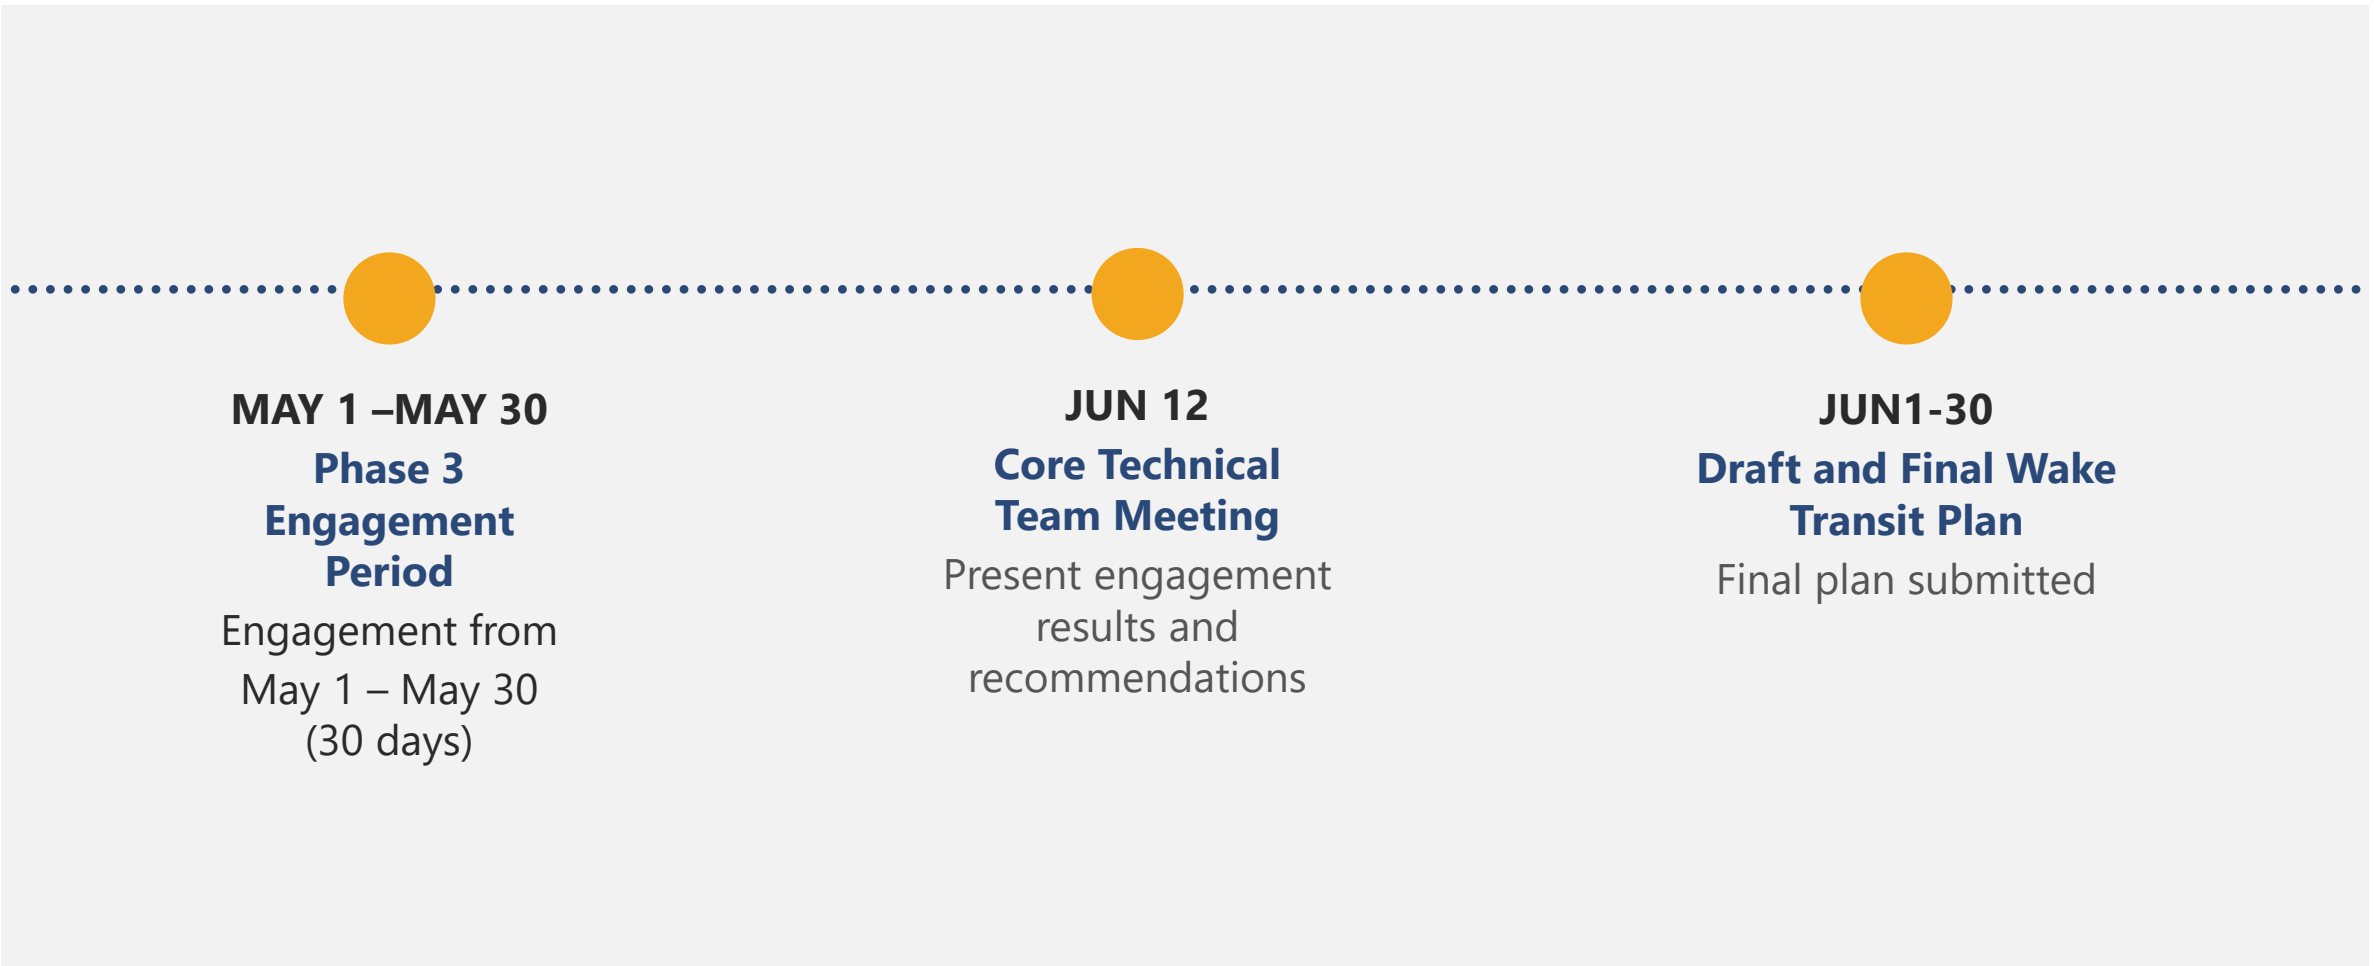 MAY 1 –MAY 30
Phase 3
Engagement
Period
Engagement from
May 1 – May 30
(30 days)
JUN 12
Core Technical
Team Meeting
Present engagement
results and
recommendations
JUN1-30
Draft and Final Wake
Transit Plan
Final plan submitted